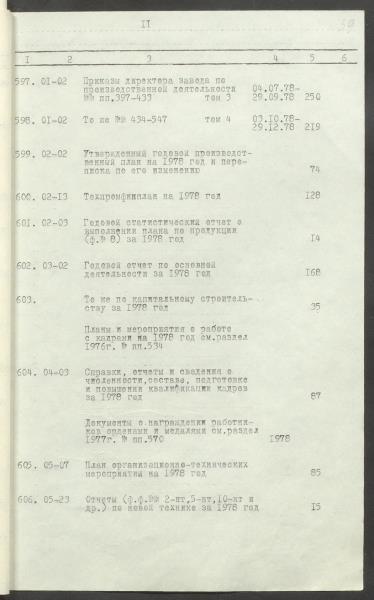 II
39
I 2 3 4 5 6
597. 01-02 Приказы директора завода по
производственной деятельности 04.07.78-
№№ пп.397-433 том 3 29.09.78 250
598. 01-02 То же №№ 434-547 том 4 03.10.78-
29.12.78 219
599. 02-02 Утвержденный годовой производст-
венный план на 1978 год и пере-
писка по его изменению 74
600. 02-13 Техпромфинплан на 1978 год 128
601. 02-03 Годовой статистический отчет о
выполнении плана по продукции
(ф.№ 8) за 1978 год 14
602. 03-02 Годовой отчет по основной
деятельности за 1978 год 168
603. То же по капитальному строитель-
ству за 1978 год 35
Планы и мероприятия о работе
с кадрами на 1978 год см.раздел
1976г. № пп.534
604. 04-03 Справки, отчеты и сведения о
численности,составе, подготовке
и повышении квалификации кадров
за 1978 год 87
Документы о награждении работни-
ков орденами и медалями см.раздел
1977г. № пп.570 1978
605. 05-07 План организационно-технических
мероприятий на 1978 год 85
606. 05-23 Отчеты (ф.ф.№№ 2-нт,5-нт,10-нт и
др.) по новой технике за 1978 год 15